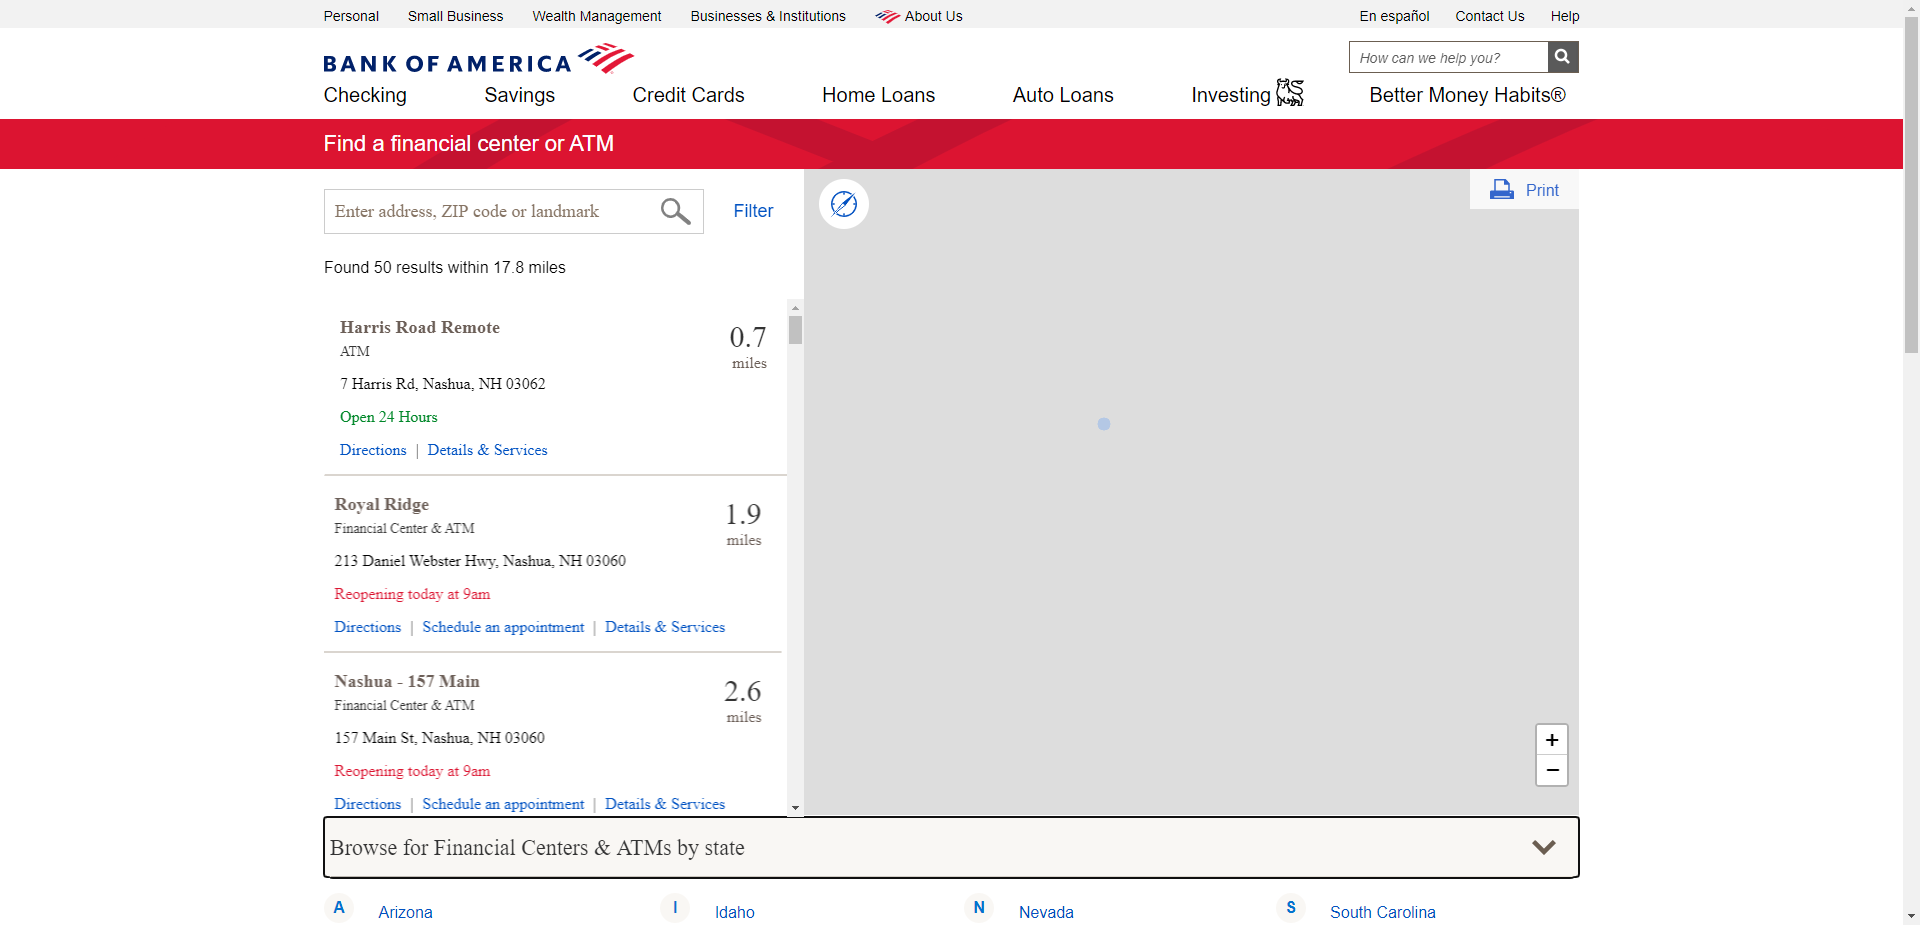 Personal Small Business Wealth Management Businesses & Institutions About Us En español Contact Us Help
BANK OF AMERICA
How can we help you?
Checking Savings Credit Cards Home Loans Auto Loans Investing Better Money Habits®
Find a financial center or ATM
Enter address, ZIP code or landmark
Filter
Print
Found 50 results within 17.8 miles
Harris Road Remote
ATM
0.7
miles
7 Harris Rd, Nashua, NH 03062
Open 24 Hours
Directions | Details & Services
Royal Ridge
Financial Center & ATM
1.9
miles
213 Daniel Webster Hwy, Nashua, NH 03060
Reopening today at 9am
Directions | Schedule an appointment | Details & Services
Nashua - 157 Main
Financial Center & ATM
2.6
miles
157 Main St, Nashua, NH 03060
Reopening today at 9am
Directions | Schedule an appointment | Details & Services
+
−
Browse for Financial Centers & ATMs by state
A Arizona I Idaho N Nevada S South Carolina